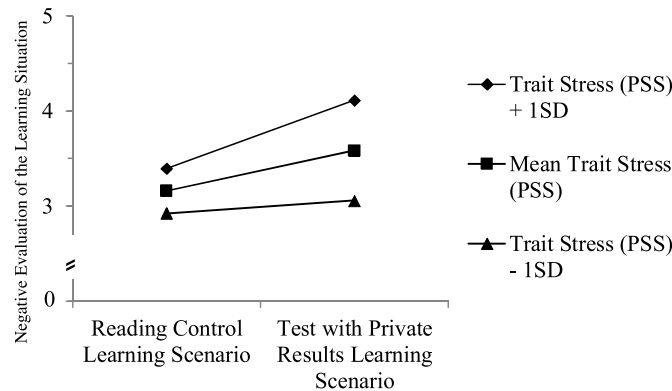 Negative Evaluation of the Learning Situation
5
4
3
0
Reading Control
Learning Scenario
Test with Private
Results Learning
Scenario
Trait Stress (PSS)
+ 1SD
Mean Trait Stress
(PSS)
Trait Stress (PSS)
- 1SD